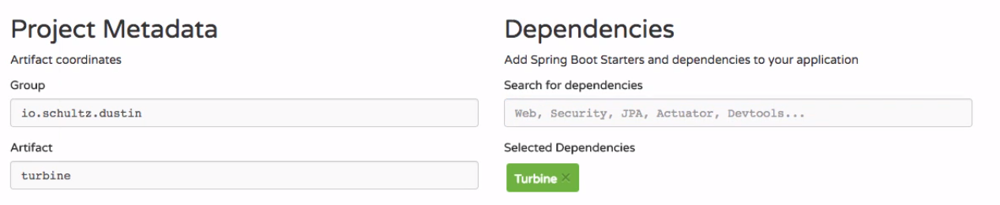 Project Metadata
Artifact coordinates
Group
io.schultz.dustin
Artifact
turbine
Dependencies
Add Spring Boot Starters and dependencies to your application
Search for dependencies
Web, Security, JPA, Actuator, Devtools...
Selected Dependencies
Turbine ×